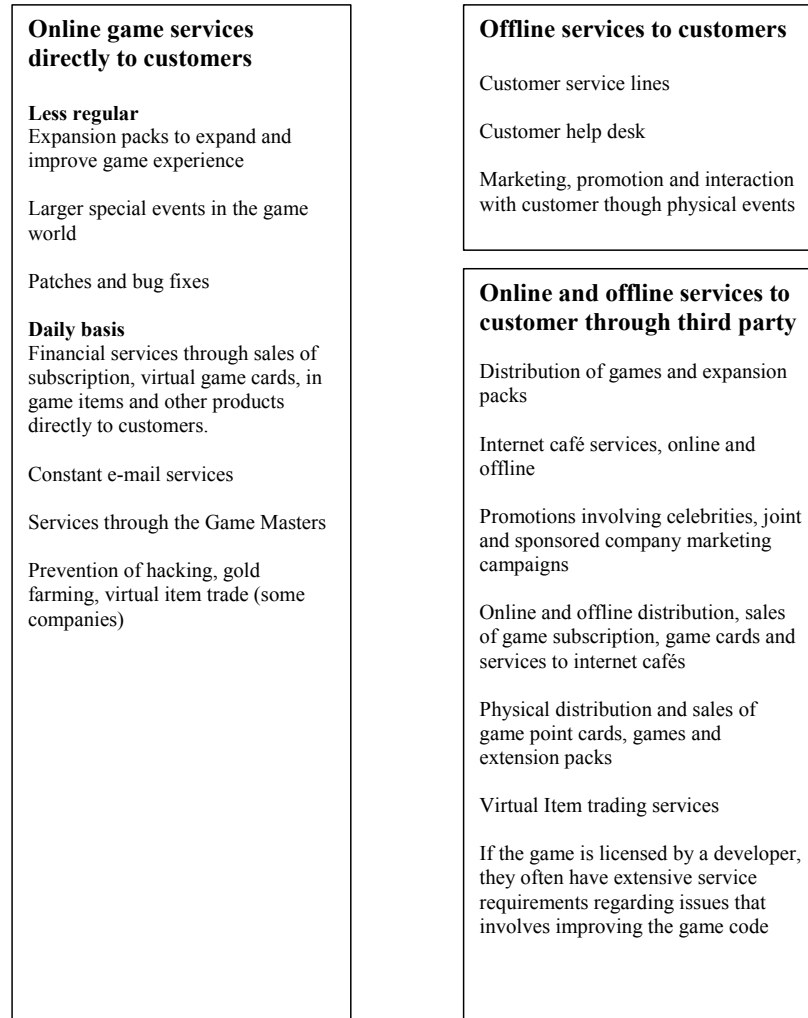 Online game services
directly to customers
Less regular
Expansion packs to expand and
improve game experience
Larger special events in the game
world
Patches and bug fixes
Daily basis
Financial services through sales of
subscription, virtual game cards, in
game items and other products
directly to customers.
Constant e-mail services
Services through the Game Masters
Prevention of hacking, gold
farming, virtual item trade (some
companies)
Offline services to customers
Customer service lines
Customer help desk
Marketing, promotion and interaction
with customer though physical events
Online and offline services to
customer through third party
Distribution of games and expansion
packs
Internet café services, online and
offline
Promotions involving celebrities, joint
and sponsored company marketing
campaigns
Online and offline distribution, sales
of game subscription, game cards and
services to internet cafés
Physical distribution and sales of
game point cards, games and
extension packs
Virtual Item trading services
If the game is licensed by a developer,
they often have extensive service
requirements regarding issues that
involves improving the game code